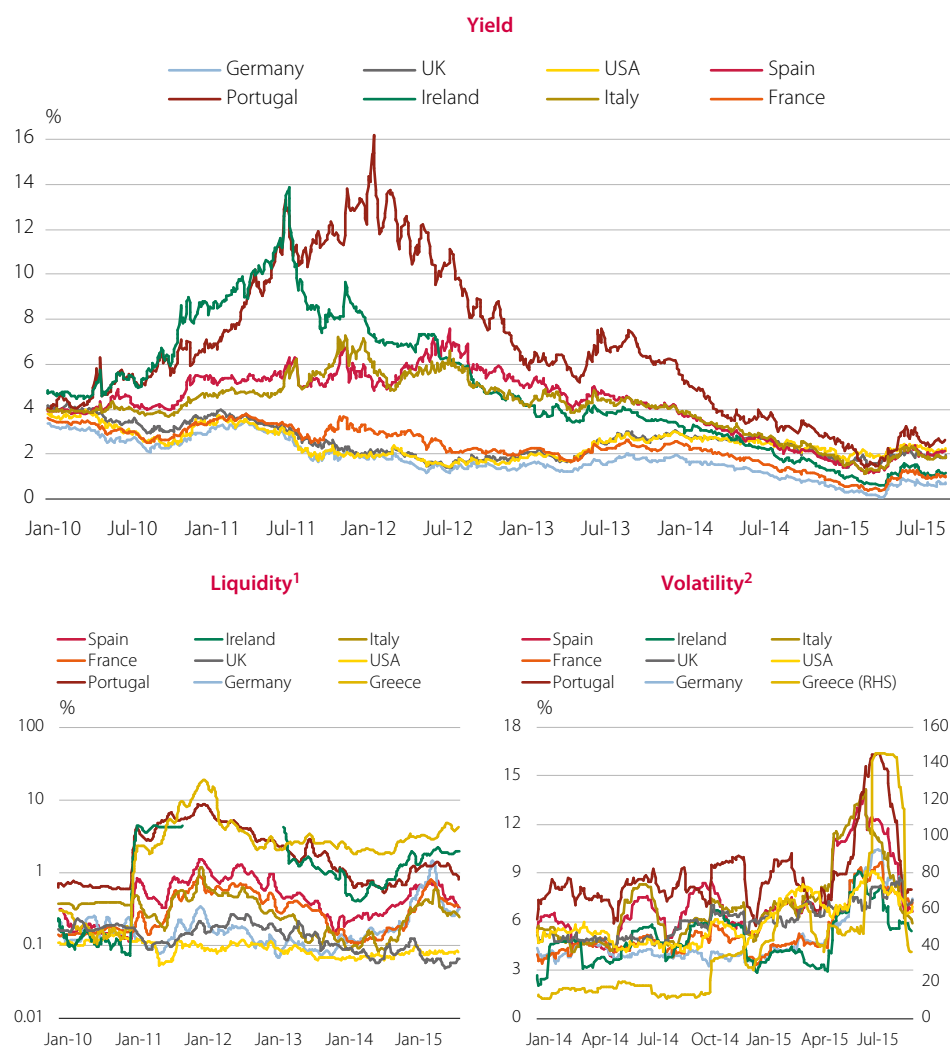 Yield
Germany UK USA Spain
Portugal Ireland Italy France
%
16
14
12
10
8
6
4
2
0
Jan-10 Jul-10 Jan-11 Jul-11 Jan-12 Jul-12 Jan-13 Jul-13 Jan-14 Jul-14 Jan-15 Jul-15
Liquidity¹
Spain Ireland Italy
France UK USA
Portugal Germany Greece
%
100
10
1
0.1
0.01
Jan-10 Jan-11 Jan-12 Jan-13 Jan-14 Jan-15
Volatility²
Spain Ireland Italy
France UK USA
Portugal Germany Greece (RHS)
%
18 160
15 140
12 120
9 100
6 80
3 60
0 40
20
0
Jan-14 Apr-14 Jul-14 Oct-14 Jan-15 Apr-15 Jul-15